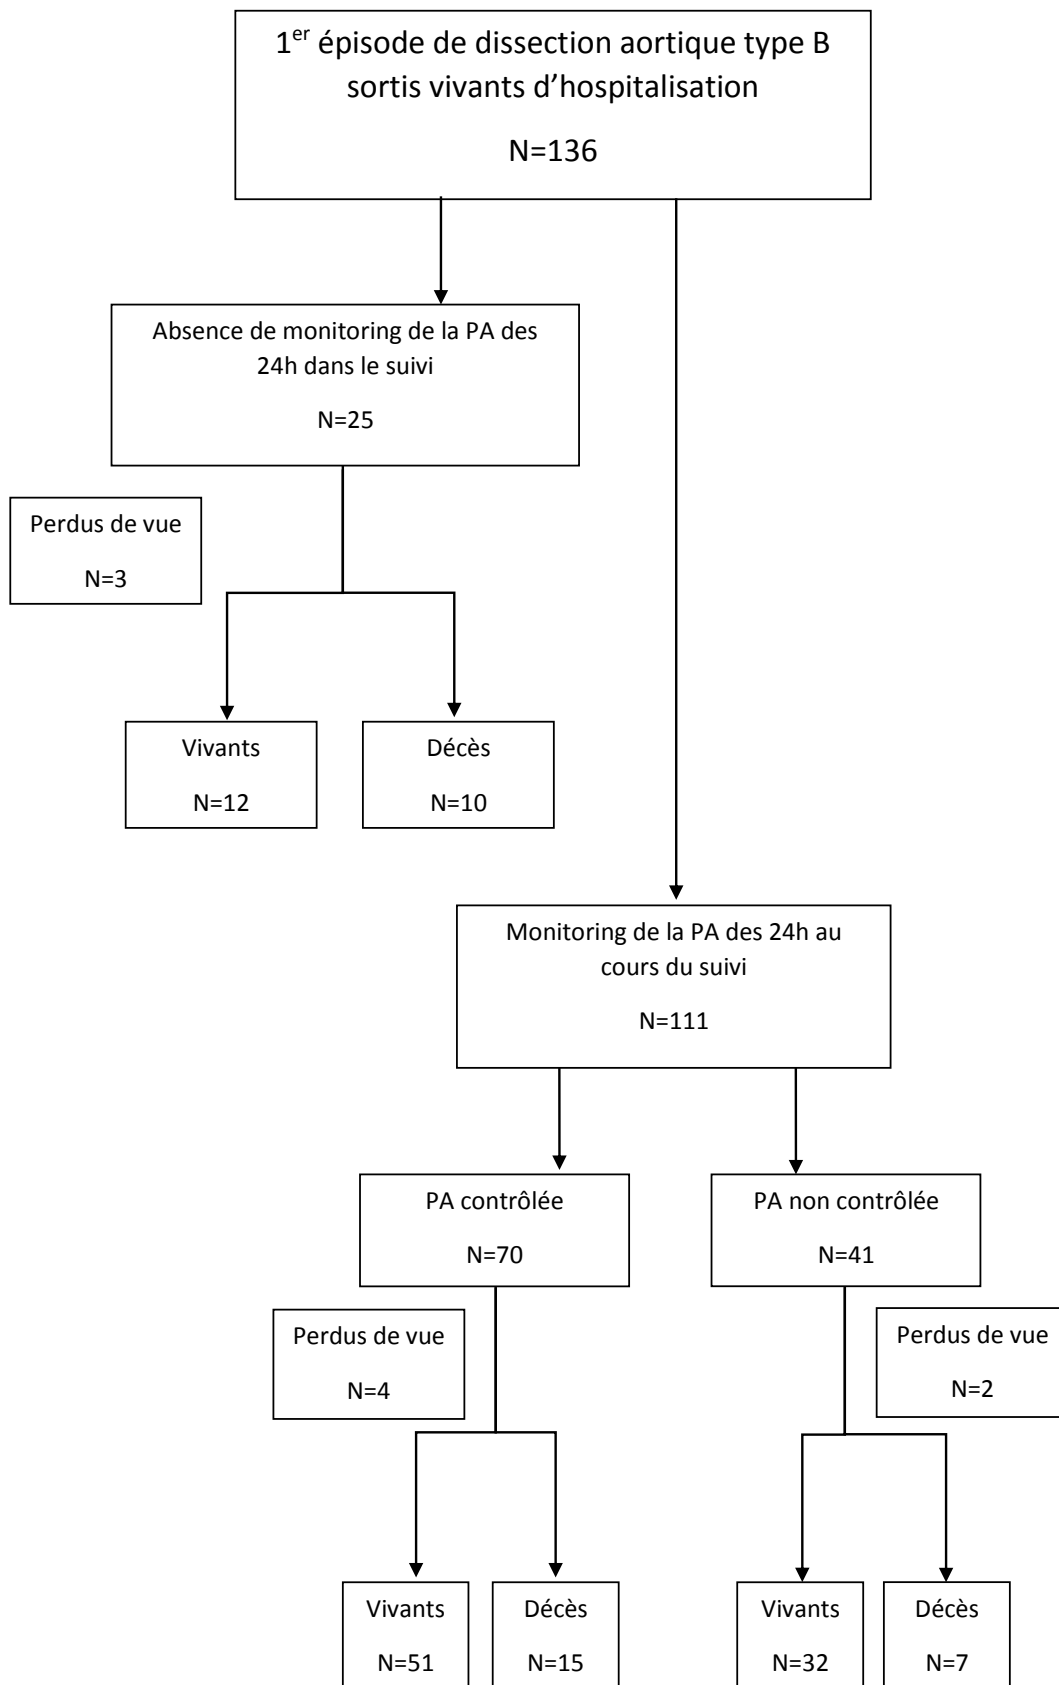 1er épisode de dissection aortique type B
sortis vivants d’hospitalisation
N=136
Absence de monitoring de la PA des
24h dans le suivi
N=25
Perdus de vue
N=3
Vivants
N=12
Décès
N=10
Monitoring de la PA des 24h au
cours du suivi
N=111
PA contrôlée
N=70
PA non contrôlée
N=41
Perdus de vue
N=4
Perdus de vue
N=2
Vivants
N=51
Décès
N=15
Vivants
N=32
Décès
N=7